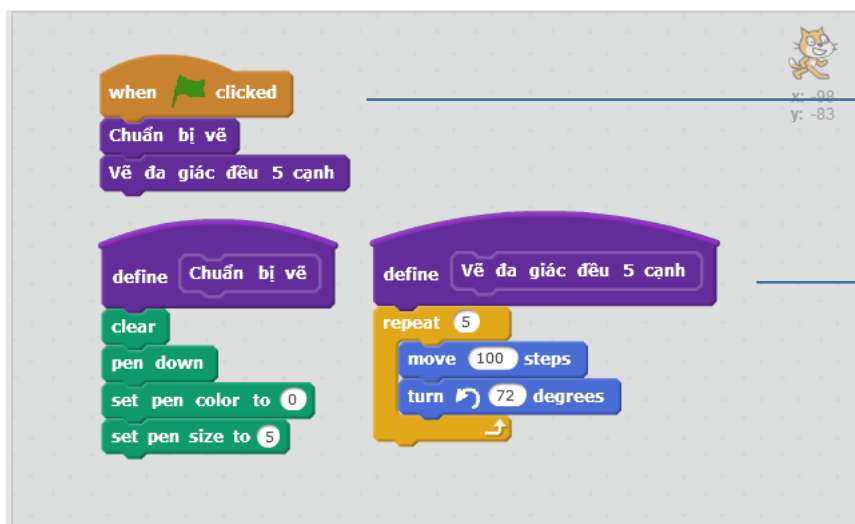 when clicked
Chuẩn bị vẽ
Vẽ đa giác đều 5 cạnh
x: -98
y: -83
define Chuẩn bị vẽ
clear
pen down
set pen color to 0
set pen size to 5
define Vẽ đa giác đều 5 cạnh
repeat 5
move 100 steps
turn 72 degrees